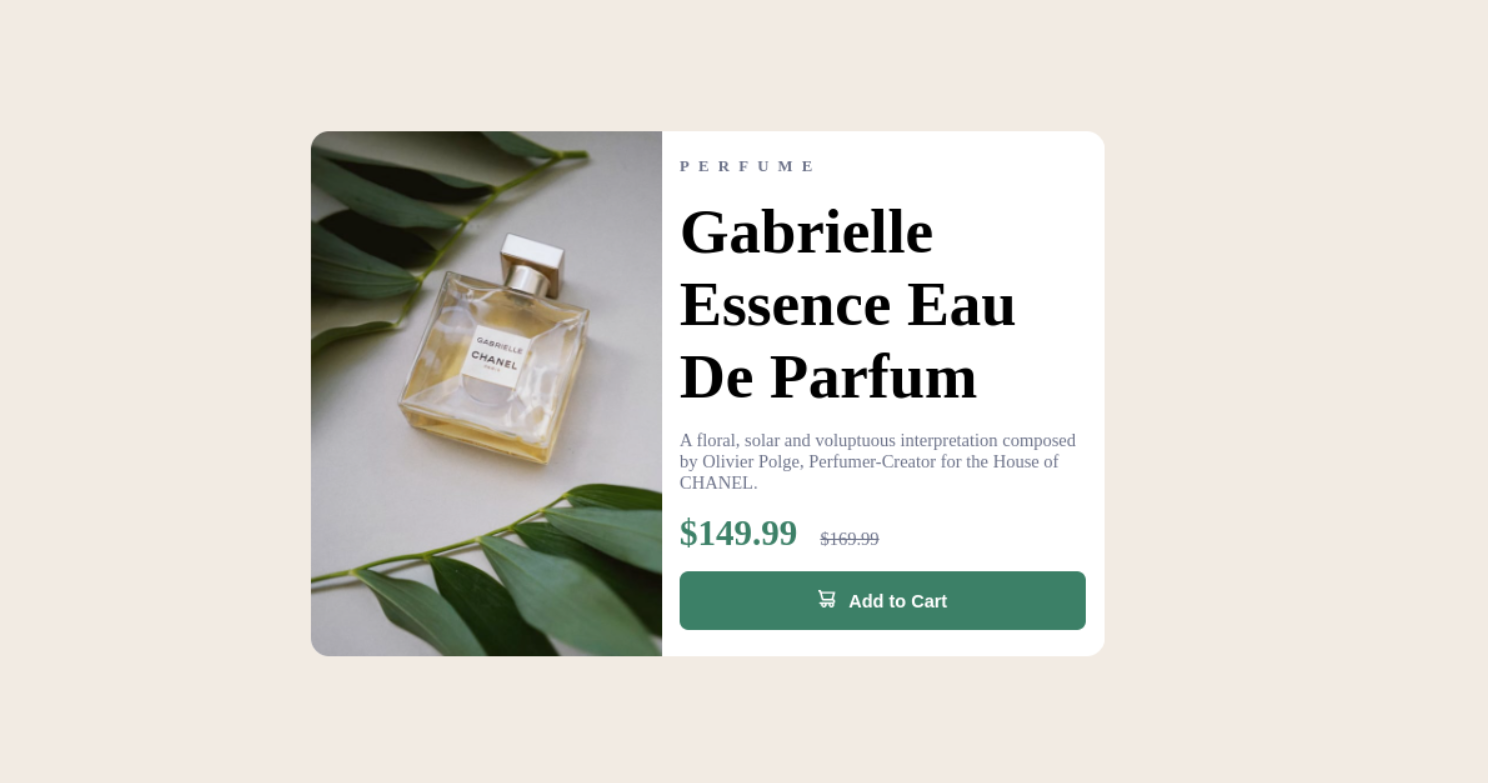 PERFUME
Gabrielle
Essence Eau
De Parfum
A floral, solar and voluptuous interpretation composed
by Olivier Polge, Perfumer-Creator for the House of
CHANEL.
$149.99 $169.99
Add to Cart
GABRIELLE
CHANEL
PARIS